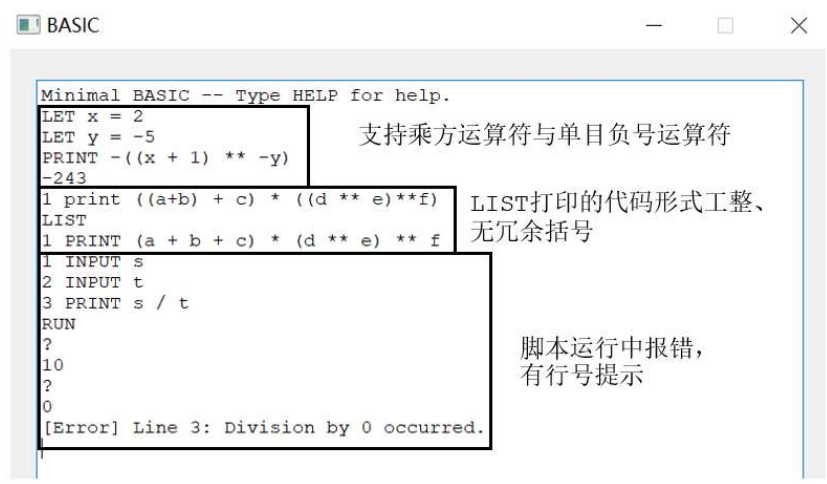 BASIC
Minimal BASIC -- Type HELP for help.
LET x = 2
LET y = -5
PRINT -((x + 1) ** -y)
-243
支持乘方运算符与单目负号运算符
1 print ((a+b) + c) * ((d ** e)**f)
LIST
1 PRINT (a + b + c) * (d ** e) ** f
LIST打印的代码形式工整、
无冗余括号
1 INPUT s
2 INPUT t
3 PRINT s / t
RUN
?
10
?
0
[Error] Line 3: Division by 0 occurred.
脚本运行中报错，
有行号提示